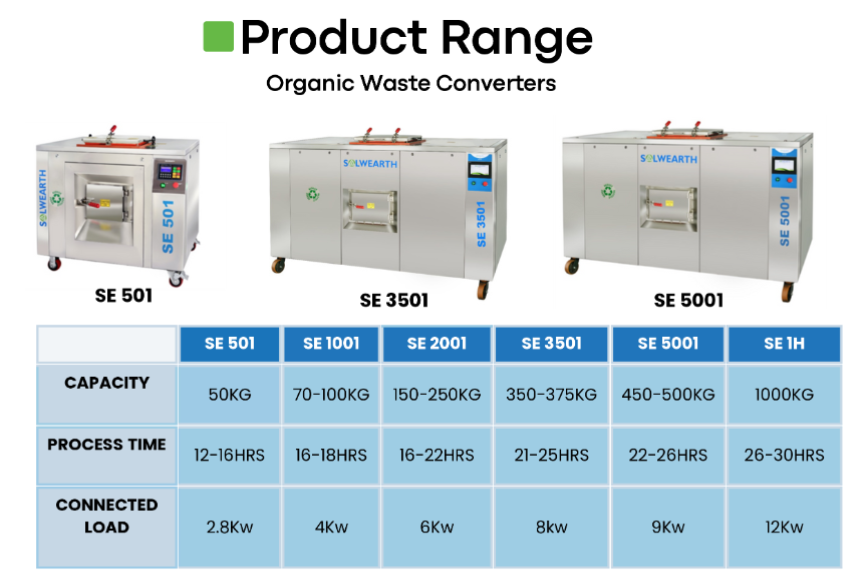 Product Range
Organic Waste Converters
SOLWEARTH
SE 501
SOLWEARTH
SE 3501
SOLWEARTH
SE 5001
SE 501
SE 3501
SE 5001
SE 501 SE 1001 SE 2001 SE 3501 SE 5001 SE 1H
CAPACITY 50KG 70-100KG 150-250KG 350-375KG 450-500KG 1000KG
PROCESS TIME 12-16HRS 16-18HRS 16-22HRS 21-25HRS 22-26HRS 26-30HRS
CONNECTED
LOAD 2.8Kw 4Kw 6Kw 8kw 9Kw 12Kw